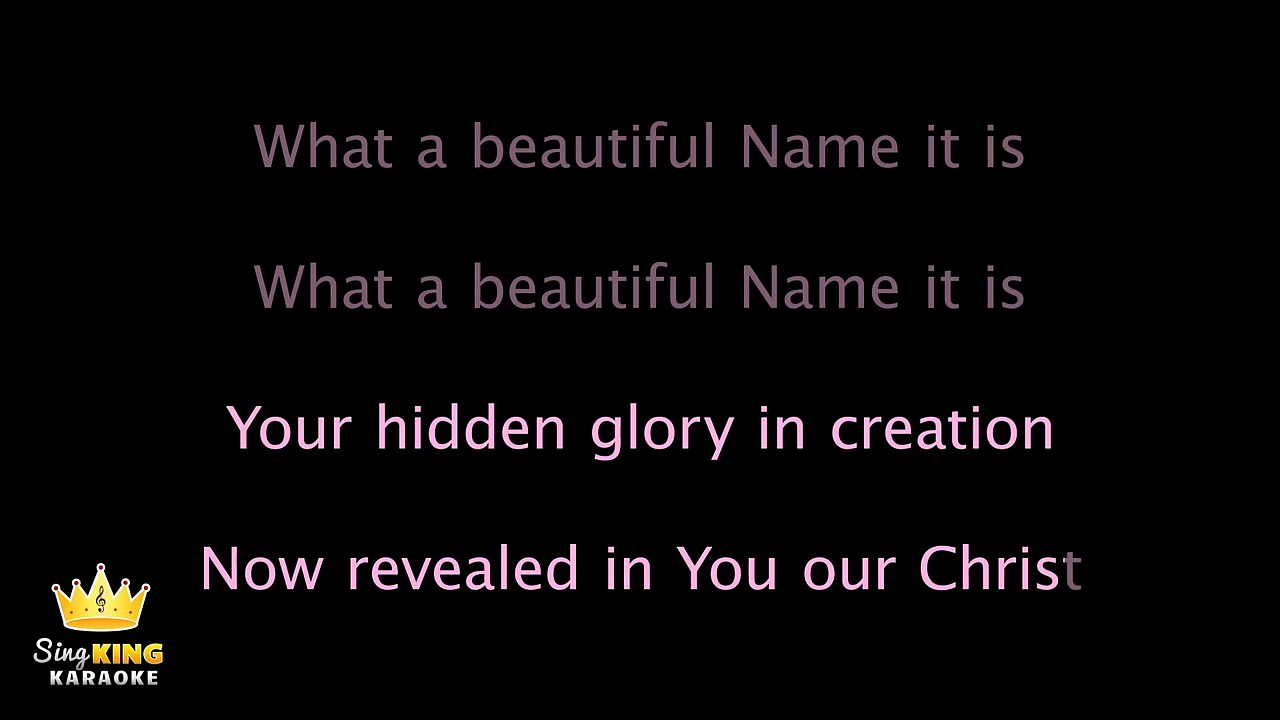 What a beautiful Name it is
What a beautiful Name it is
Your hidden glory in creation
Now revealed in You our Christ
Sing KING
KARAOKE